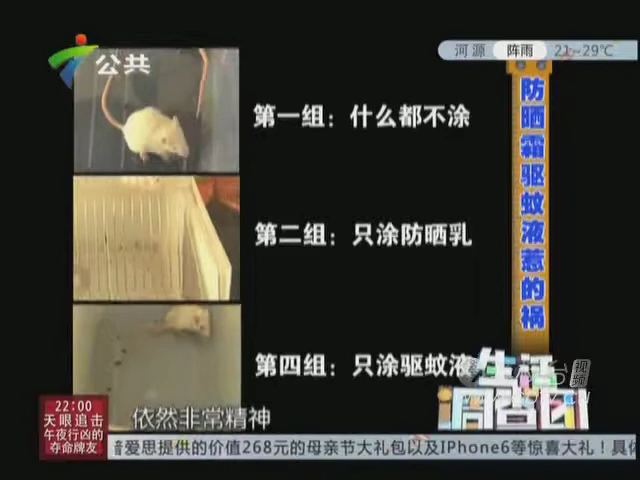 公共
河源 阵雨 21~29℃
第一组：什么都不涂
第二组：只涂防晒乳
第四组：只涂驱蚊液
防晒霜驱蚊液惹的祸
生活
调查团
视频
依然非常精神
22:00
天眼追击
午夜行凶的
夺命牌友
音爱思提供的价值268元的母亲节大礼包以及IPhone6等惊喜大礼！具体